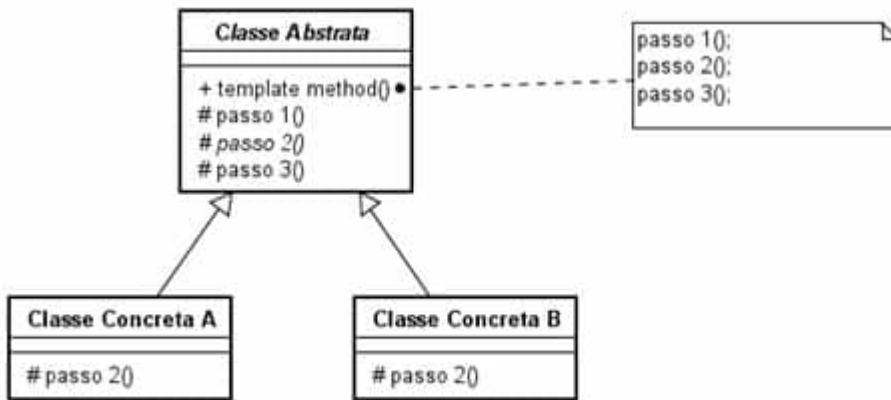 Classe Abstrata
+ template method()
# passo 1()
# passo 2()
# passo 3()
passo 1();
passo 2();
passo 3();
Classe Concreta A
# passo 2()
Classe Concreta B
# passo 2()